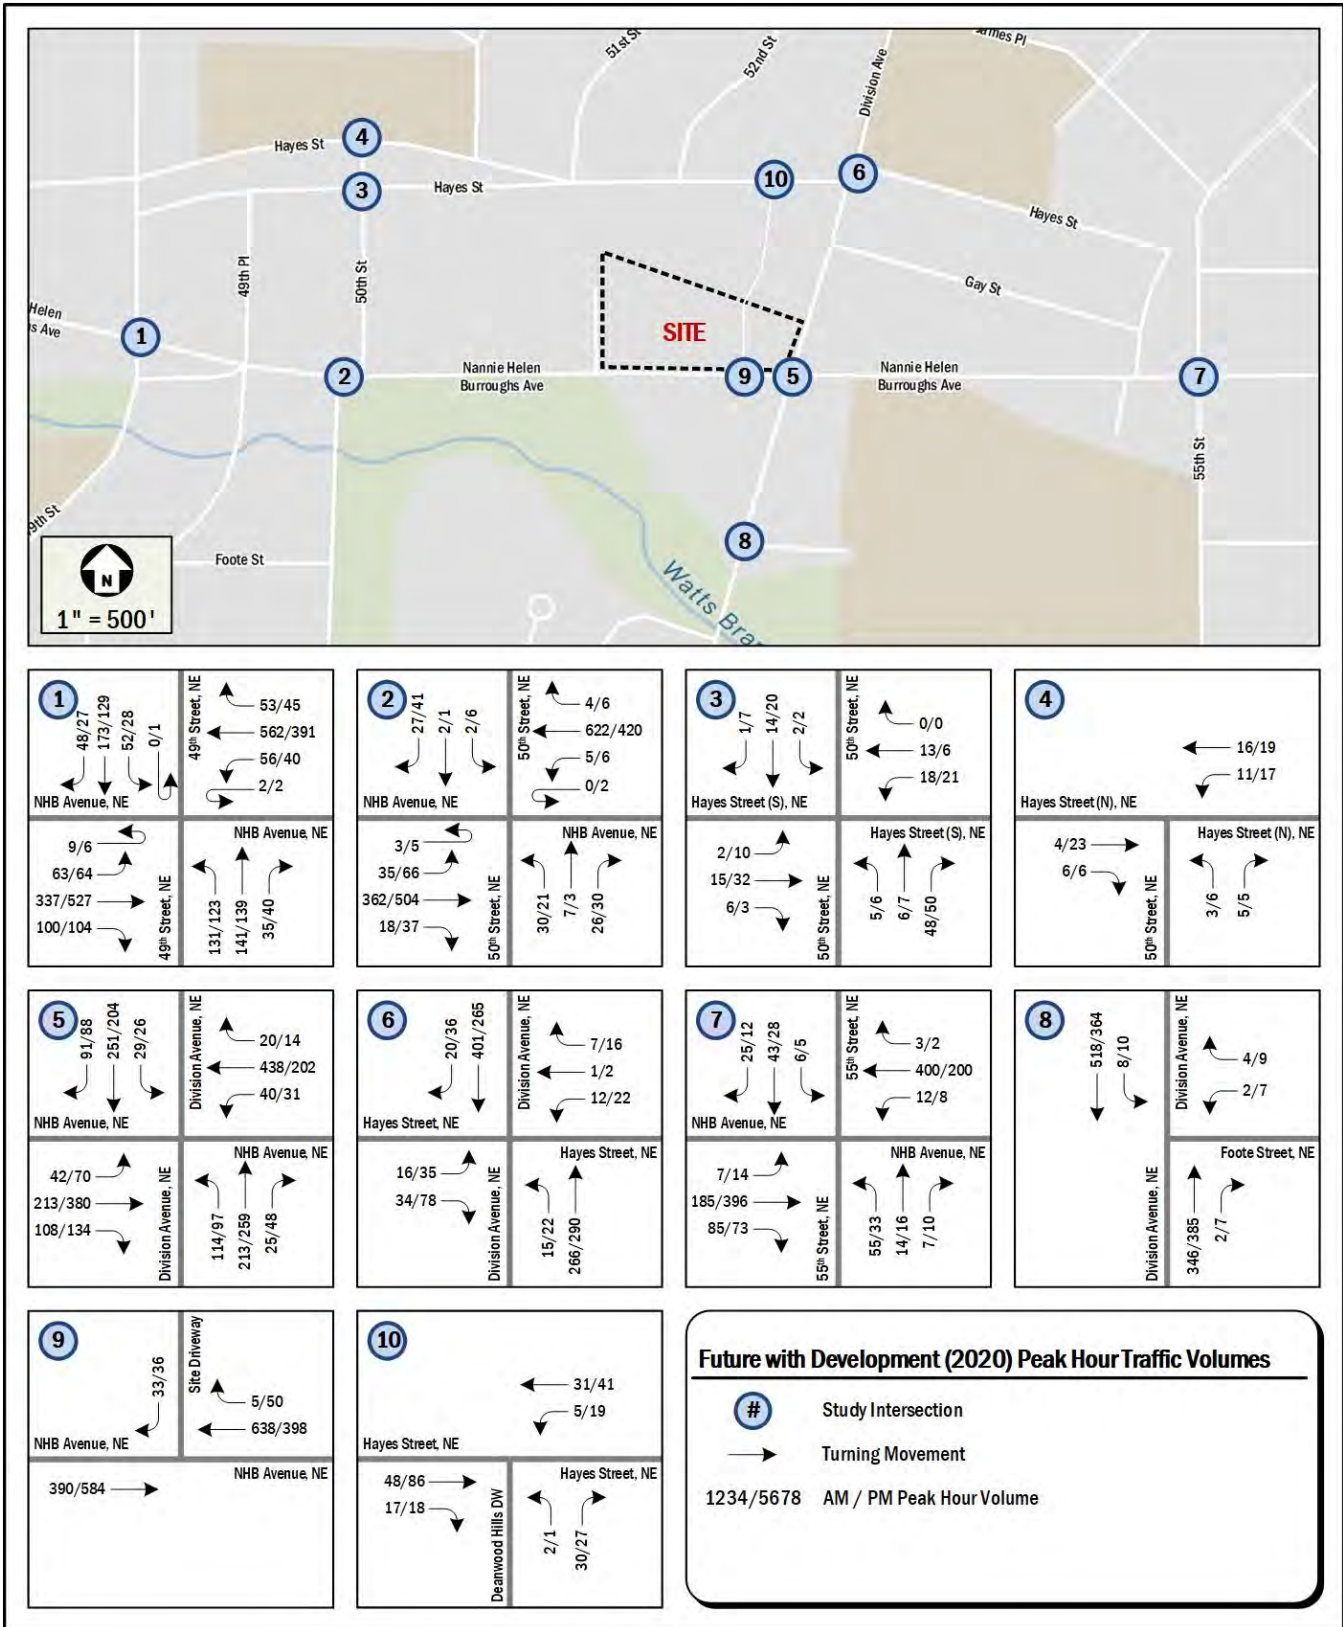 51st St
52nd St
Division Ave
James Pl
Hayes St
4
3
Hayes St
10
6
Hayes St
49th Pl
50th St
Gay St
Helen
ns Ave
1
SITE
2
Nannie Helen
Burroughs Ave
9
5
Nannie Helen
Burroughs Ave
7
55th St
9th St
8
Foote St
Watts Bra
N
1" = 500'
1
48/27
173/129
52/28
0/1
49th Street, NE
53/45
562/391
56/40
2/2
NHB Avenue, NE
NHB Avenue, NE
9/6
63/64
337/527
100/104
49th Street, NE
131/123
141/139
35/40
2
27/41
2/1
2/6
50th Street, NE
4/6
622/420
5/6
0/2
NHB Avenue, NE
NHB Avenue, NE
3/5
35/66
362/504
18/37
50th Street, NE
30/21
7/3
26/30
3
1/7
14/20
2/2
50th Street, NE
0/0
13/6
18/21
Hayes Street (S), NE
Hayes Street (S), NE
2/10
15/32
6/3
50th Street, NE
5/6
6/7
48/50
4
16/19
11/17
Hayes Street (N), NE
Hayes Street (N), NE
4/23
6/6
50th Street, NE
3/6
5/5
5
91/88
251/204
29/26
Division Avenue, NE
20/14
438/202
40/31
NHB Avenue, NE
NHB Avenue, NE
42/70
213/380
108/134
Division Avenue, NE
114/97
213/259
25/48
6
20/36
401/265
Division Avenue, NE
7/16
1/2
12/22
Hayes Street, NE
Hayes Street, NE
16/35
34/78
Division Avenue, NE
15/22
266/290
7
25/12
43/28
6/5
55th Street, NE
3/2
400/200
12/8
NHB Avenue, NE
NHB Avenue, NE
7/14
185/396
85/73
55th Street, NE
55/33
14/16
7/10
8
518/364
8/10
Division Avenue, NE
4/9
2/7
Foote Street, NE
Division Avenue, NE
346/385
2/7
9
33/36
Site Driveway
5/50
638/398
NHB Avenue, NE
NHB Avenue, NE
390/584
10
31/41
5/19
Hayes Street, NE
Hayes Street, NE
48/86
17/18
Deanwood Hills DW
2/1
30/27
Future with Development (2020) Peak Hour Traffic Volumes
# Study Intersection
Turning Movement
1234/5678 AM / PM Peak Hour Volume